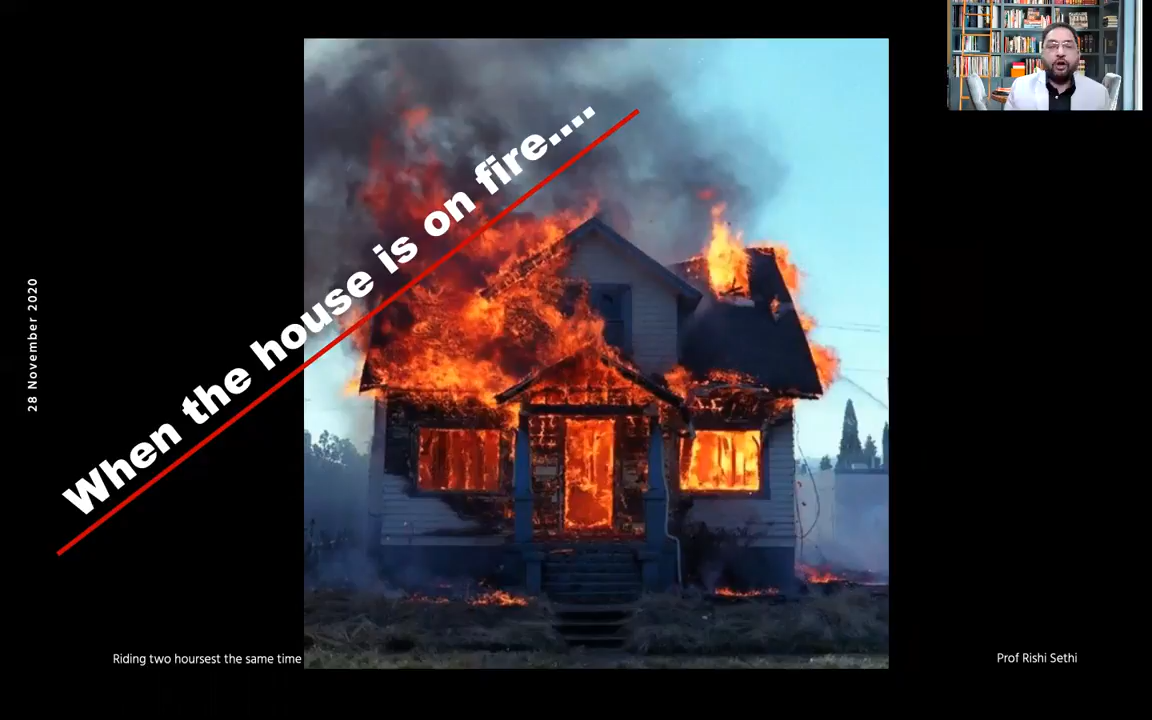 When the house is on fire....
28 November 2020
Riding two hoursest the same time
Prof Rishi Sethi